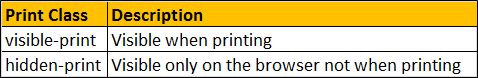 Print Class Description
visible-print Visible when printing
hidden-print Visible only on the browser not when printing